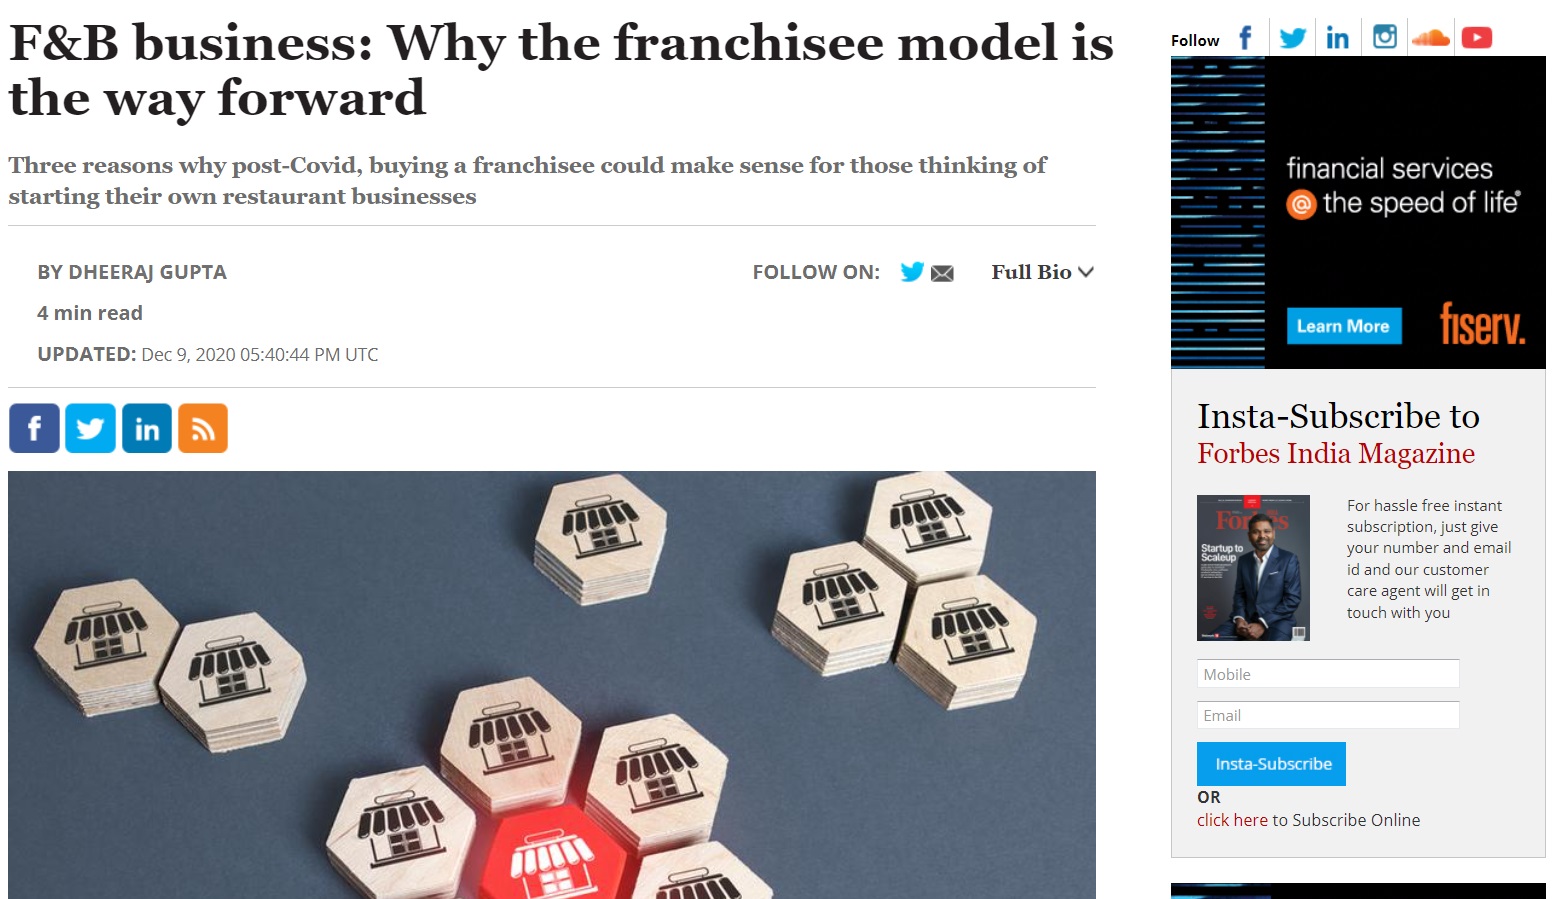 F&B business: Why the franchisee model is
the way forward
Three reasons why post-Covid, buying a franchisee could make sense for those thinking of
starting their own restaurant businesses
BY DHEERAJ GUPTA
FOLLOW ON:
Full Bio
4 min read
UPDATED: Dec 9, 2020 05:40:44 PM UTC
Follow
financial services
@ the speed of life®
Learn More
fiserv.
Insta-Subscribe to
Forbes India Magazine
Forbes
Startup to
Scaleup
For hassle free instant
subscription, just give
your number and email
id and our customer
care agent will get in
touch with you
Mobile
Email
Insta-Subscribe
OR
click here to Subscribe Online